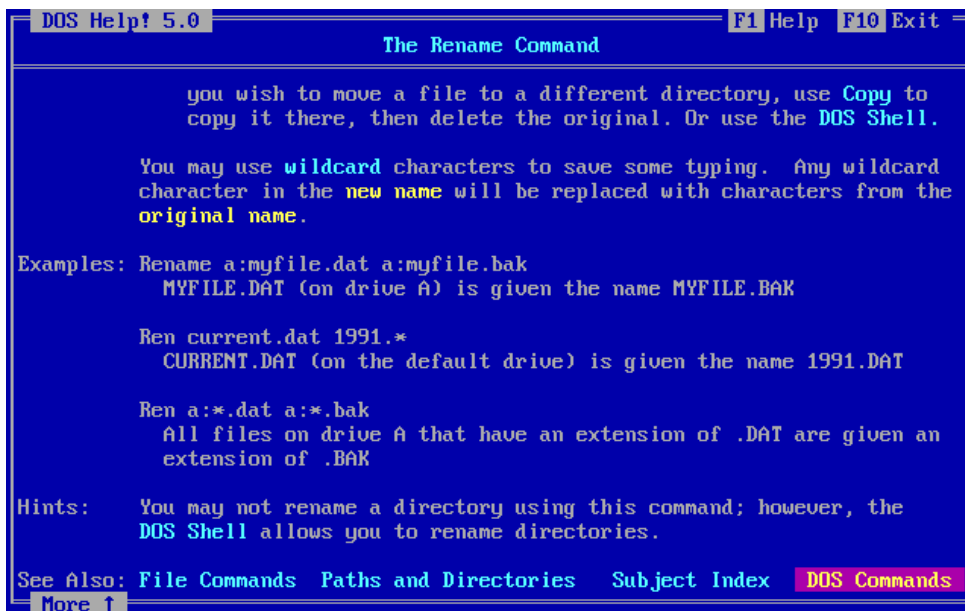 DOS Help! 5.0 F1 Help F10 Exit
The Rename Command
you wish to move a file to a different directory, use Copy to
copy it there, then delete the original. Or use the DOS Shell.
You may use wildcard characters to save some typing. Any wildcard
character in the new name will be replaced with characters from the
original name.
Examples: Rename a:myfile.dat a:myfile.bak
MYFILE.DAT (on drive A) is given the name MYFILE.BAK
Ren current.dat 1991.*
CURRENT.DAT (on the default drive) is given the name 1991.DAT
Ren a:*.dat a:*.bak
All files on drive A that have an extension of .DAT are given an
extension of .BAK
Hints: You may not rename a directory using this command; however, the
DOS Shell allows you to rename directories.
See Also: File Commands Paths and Directories Subject Index DOS Commands
More ↑